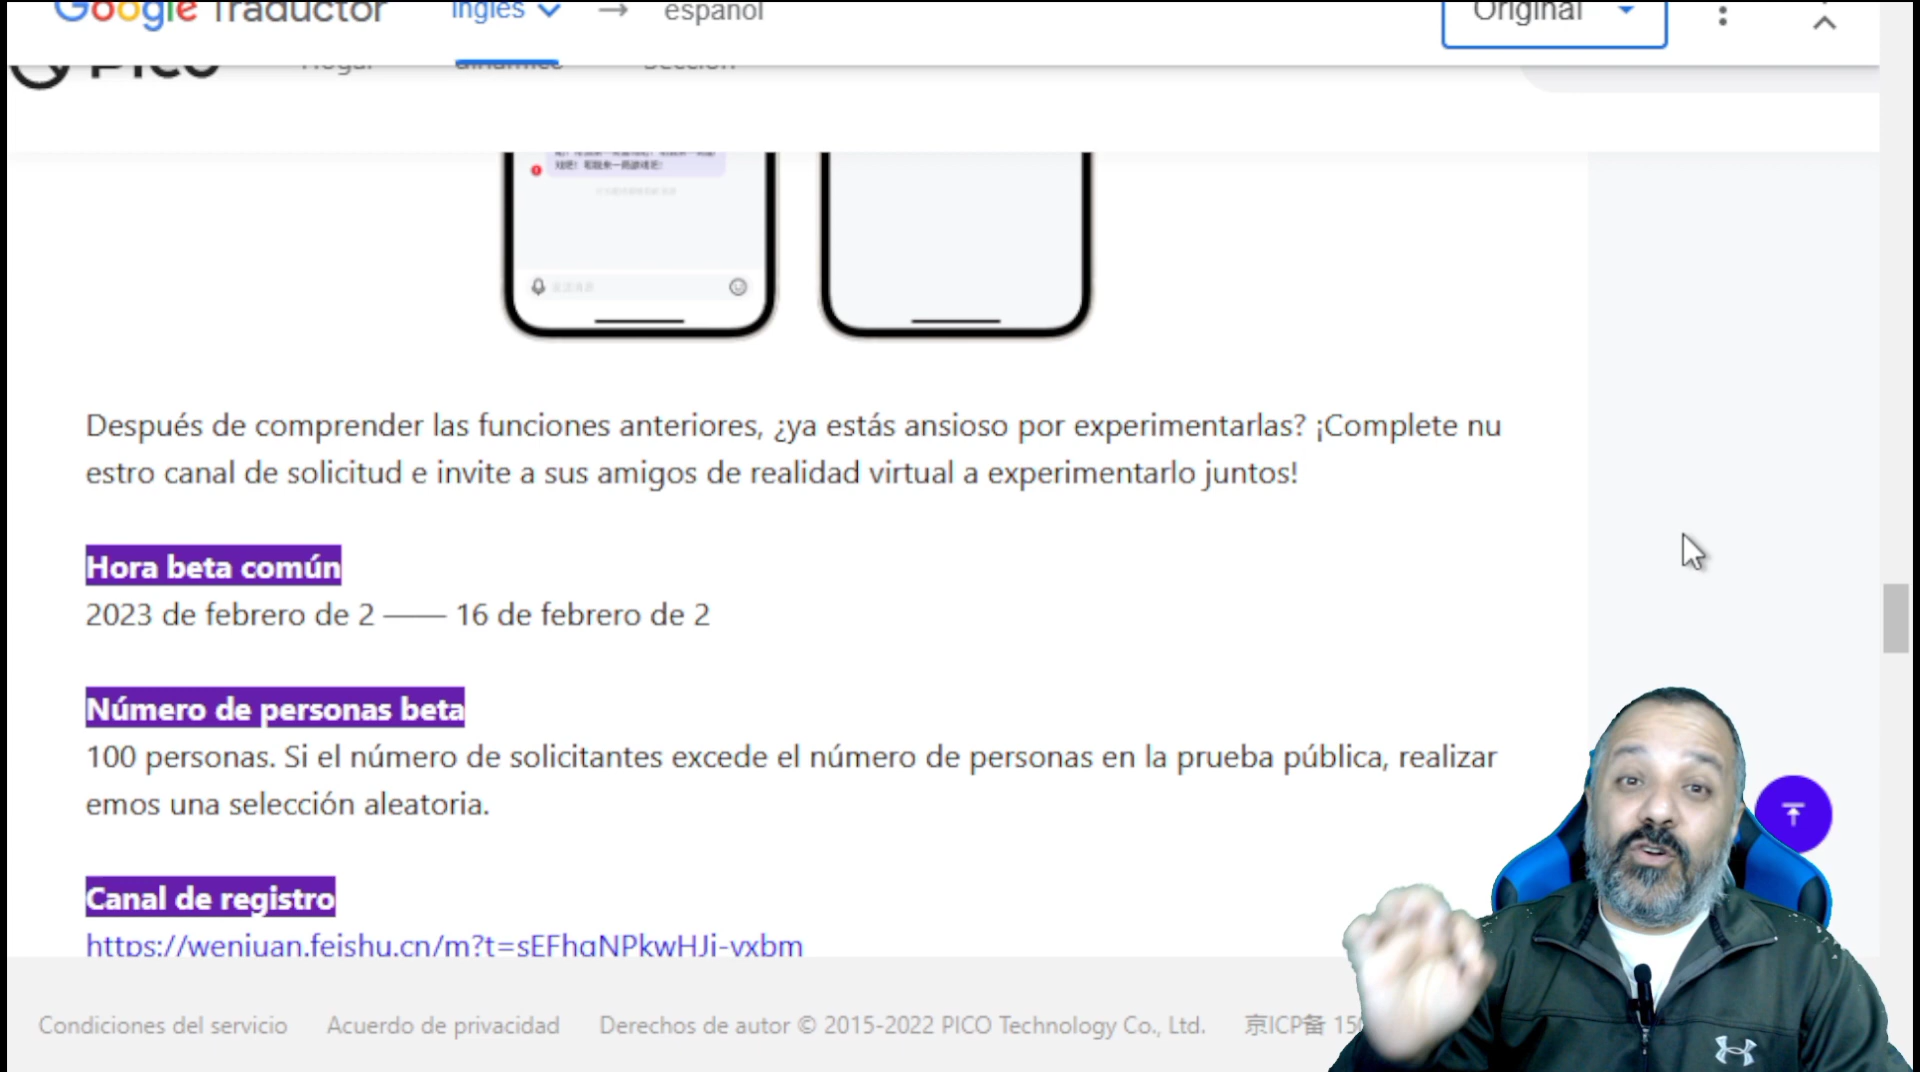 Google Traductor
inglés
→
español
Original
PICO
Hogar
Sección
Después de comprender las funciones anteriores, ¿ya estás ansioso por experimentarlas? ¡Complete nu
estro canal de solicitud e invite a sus amigos de realidad virtual a experimentarlo juntos!
Hora beta común
2023 de febrero de 2 —— 16 de febrero de 2
Número de personas beta
100 personas. Si el número de solicitantes excede el número de personas en la prueba pública, realizar
emos una selección aleatoria.
Canal de registro
https://wenjuan.feishu.cn/m?t=sEFhqNPkwHJi-vxbm
Condiciones del servicio
Acuerdo de privacidad
Derechos de autor © 2015-2022 PICO Technology Co., Ltd.
京ICP备